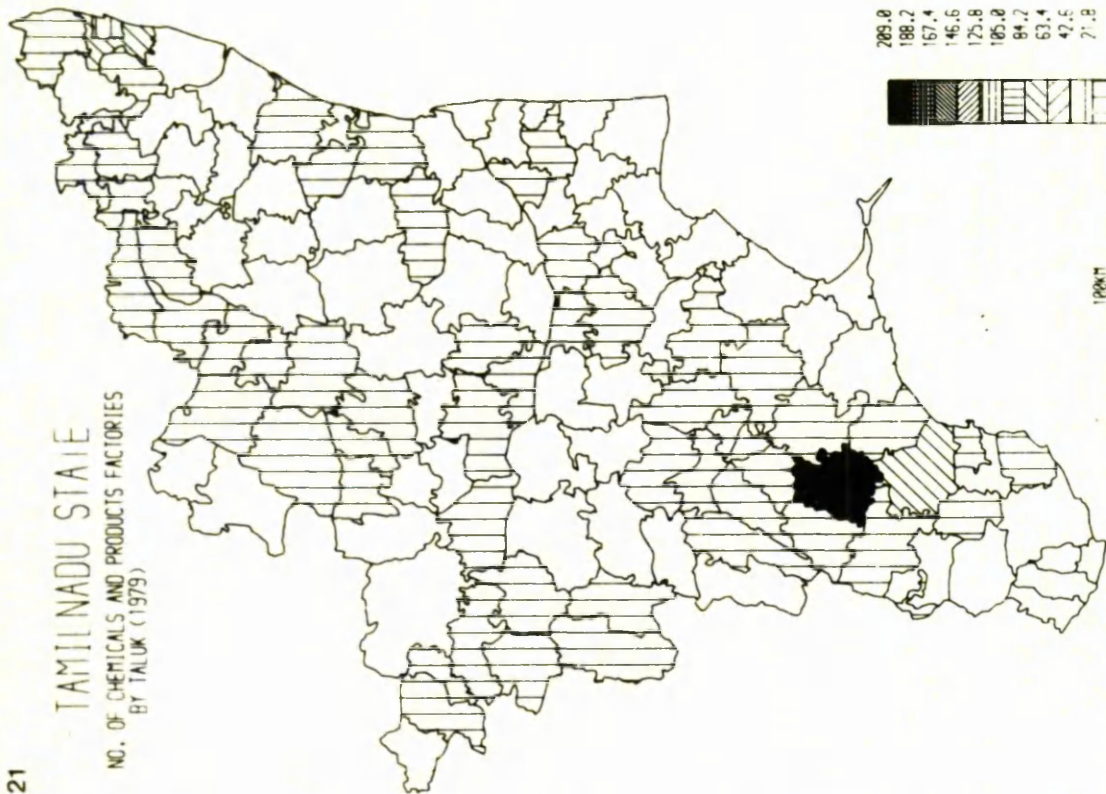 21
TAMILNADU STATE
NO. OF CHEMICALS AND PRODUCTS FACTORIES
BY TALUK (1979)
209.0
188.2
167.4
146.6
125.8
105.0
84.2
63.4
42.6
21.8
100KM